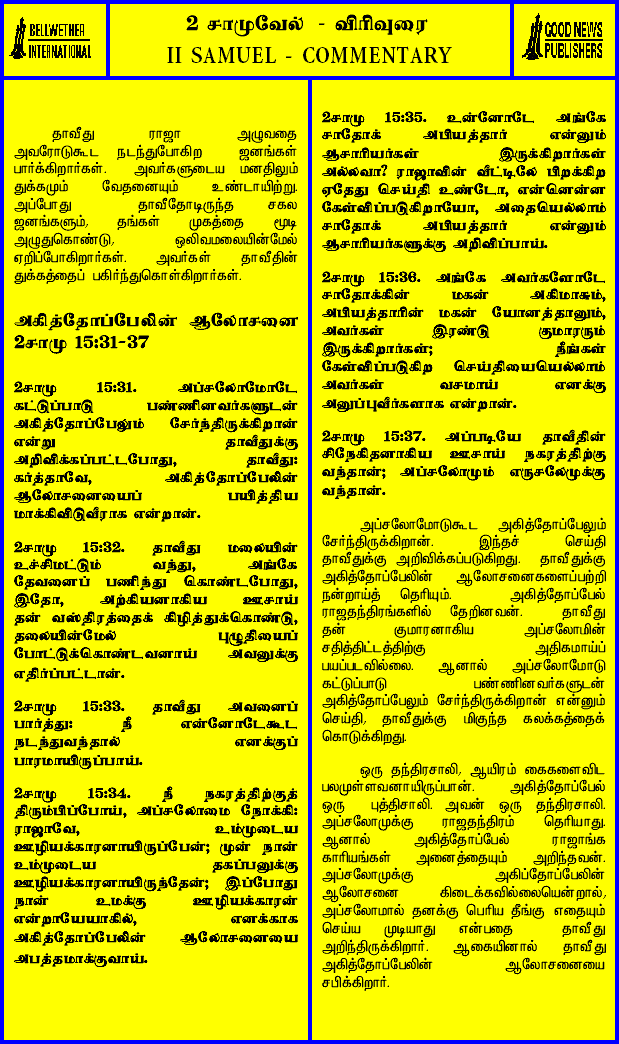 BELLWETHER
INTERNATIONAL
2 சாமுவேல் - விரிவுரை
II SAMUEL - COMMENTARY
GOOD NEWS
PUBLISHERS
தாவீது ராஜா அழுவதை
அவரோடுகூட நடந்துபோகிற ஜனங்கள்
பார்க்கிறார்கள். அவர்களுடைய மனதிலும்
துக்கமும் வேதனையும் உண்டாயிற்று.
அப்போது தாவீதோடிருந்த சகல
ஜனங்களும், தங்கள் முகத்தை மூடி
அழுதுகொண்டு, ஒலிவமலையின்மேல்
ஏறிப்போகிறார்கள். அவர்கள் தாவீதின்
துக்கத்தைப் பகிர்ந்துகொள்கிறார்கள்.
அகித்தோப்பேலின் ஆலோசனை
2சாமு 15:31-37
2சாமு 15:31. அப்சலோமோடே
கட்டுப்பாடு பண்ணினவர்களுடன்
அகித்தோப்பேலும் சேர்ந்திருக்கிறான்
என்று தாவீதுக்கு
அறிவிக்கப்பட்டபோது, தாவீது:
கர்த்தாவே, அகித்தோப்பேலின்
ஆலோசனையைப் பயித்திய
மாக்கிவிடுவீராக என்றான்.
2சாமு 15:32. தாவீது மலையின்
உச்சிமட்டும் வந்து, அங்கே
தேவனைப் பணிந்து கொண்டபோது,
இதோ, அற்கியனாகிய ஊசாய்
தன் வஸ்திரத்தைக் கிழித்துக்கொண்டு,
தலையின்மேல் புழுதியைப்
போட்டுக்கொண்டவனாய் அவனுக்கு
எதிர்ப்பட்டான்.
2சாமு 15:33. தாவீது அவனைப்
பார்த்து: நீ என்னோடேகூட
நடந்துவந்தால் எனக்குப்
பாரமாயிருப்பாய்.
2சாமு 15:34. நீ நகரத்திற்குத்
திரும்பிப்போய், அப்சலோமை நோக்கி:
ராஜாவே, உம்முடைய
ஊழியக்காரனாயிருப்பேன்; முன் நான்
உம்முடைய தகப்பனுக்கு
ஊழியக்காரனாயிருந்தேன்; இப்போது
நான் உமக்கு ஊழியக்காரன்
என்றாயேயாகில், எனக்காக
அகித்தோப்பேலின் ஆலோசனையை
அபத்தமாக்குவாய்.
2சாமு 15:35. உன்னோடே அங்கே
சாதோக் அபியத்தார் என்னும்
ஆசாரியர்கள் இருக்கிறார்கள்
அல்லவா? ராஜாவின் வீட்டிலே பிறக்கிற
ஏதேது செய்தி உண்டோ, என்னென்ன
கேள்விப்படுகிறாயோ, அதையெல்லாம்
சாதோக் அபியத்தார் என்னும்
ஆசாரியர்களுக்கு அறிவிப்பாய்.
2சாமு 15:36. அங்கே அவர்களோடே
சாதோக்கின் மகன் அகிமாசும்,
அபியத்தாரின் மகன் யோனத்தானும்,
அவர்கள் இரண்டு குமாரரும்
இருக்கிறார்கள்; நீங்கள்
கேள்விப்படுகிற செய்தியையெல்லாம்
அவர்கள் வசமாய் எனக்கு
அனுப்புவீர்களாக என்றான்.
2சாமு 15:37. அப்படியே தாவீதின்
சிநேகிதனாகிய ஊசாய் நகரத்திற்கு
வந்தான்; அப்சலோமும் எருசலேமுக்கு
வந்தான்.
அப்சலோமோடுகூட அகித்தோப்பேலும்
சேர்ந்திருக்கிறான். இந்தச் செய்தி
தாவீதுக்கு அறிவிக்கப்படுகிறது. தாவீதுக்கு
அகித்தோப்பேலின் ஆலோசனைகளைப்பற்றி
நன்றாய்த் தெரியும். அகித்தோப்பேல்
ராஜதந்திரங்களில் தேறினவன். தாவீது
தன் குமாரனாகிய அப்சலோமின்
சதித்திட்டத்திற்கு அதிகமாய்ப்
பயப்படவில்லை. ஆனால் அப்சலோமோடு
கட்டுப்பாடு பண்ணினவர்களுடன்
அகித்தோப்பேலும் சேர்ந்திருக்கிறான் என்னும்
செய்தி, தாவீதுக்கு மிகுந்த கலக்கத்தைக்
கொடுக்கிறது.
ஒரு தந்திரசாலி, ஆயிரம் கைகளைவிட
பலமுள்ளவனாயிருப்பான். அகித்தோப்பேல்
ஒரு புத்திசாலி. அவன் ஒரு தந்திரசாலி.
அப்சலோமுக்கு ராஜதந்திரம் தெரியாது.
ஆனால் அகித்தோப்பேல் ராஜாங்க
காரியங்கள் அனைத்தையும் அறிந்தவன்.
அப்சலோமுக்கு அகிப்தோபேலின்
ஆலோசனை கிடைக்கவில்லையென்றால்,
அப்சலோமால் தனக்கு பெரிய தீங்கு எதையும்
செய்ய முடியாது என்பதை தாவீது
அறிந்திருக்கிறார். ஆகையினால் தாவீது
அகித்தோப்பேலின் ஆலோசனையை
சபிக்கிறார்.